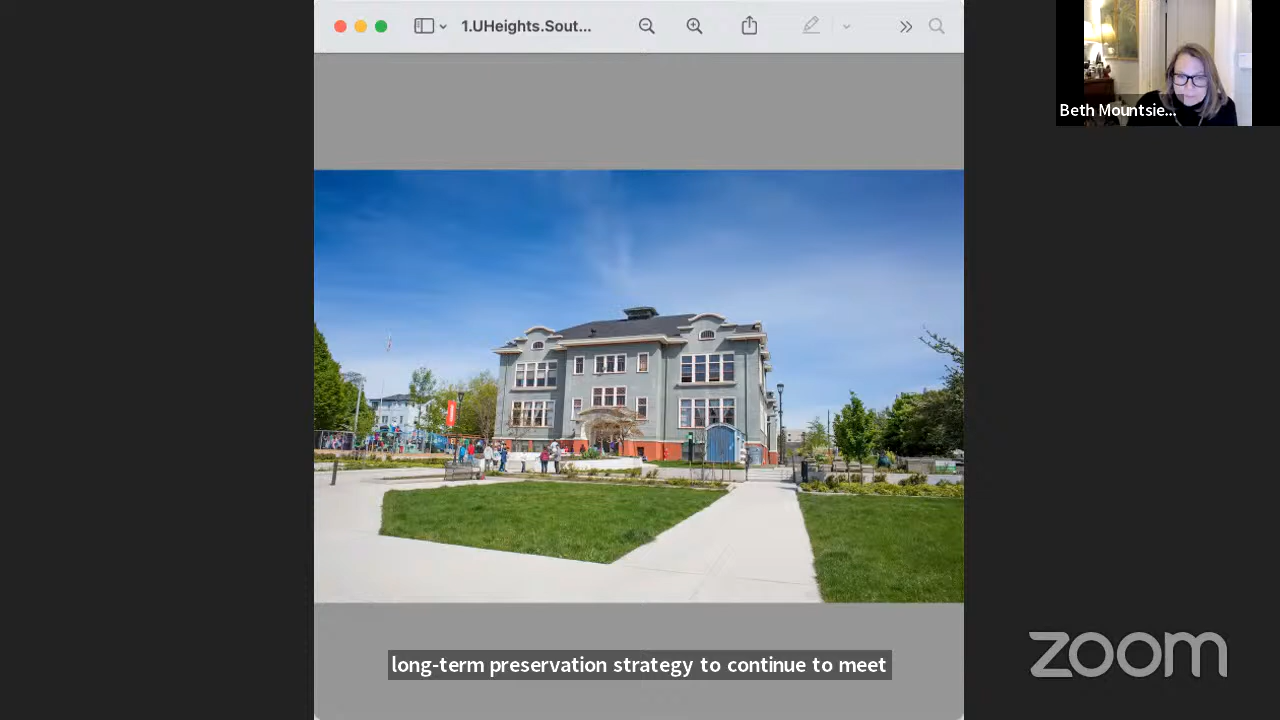 1.UHeights.Sout...
Beth Mountsie...
long-term preservation strategy to continue to meet
zoom